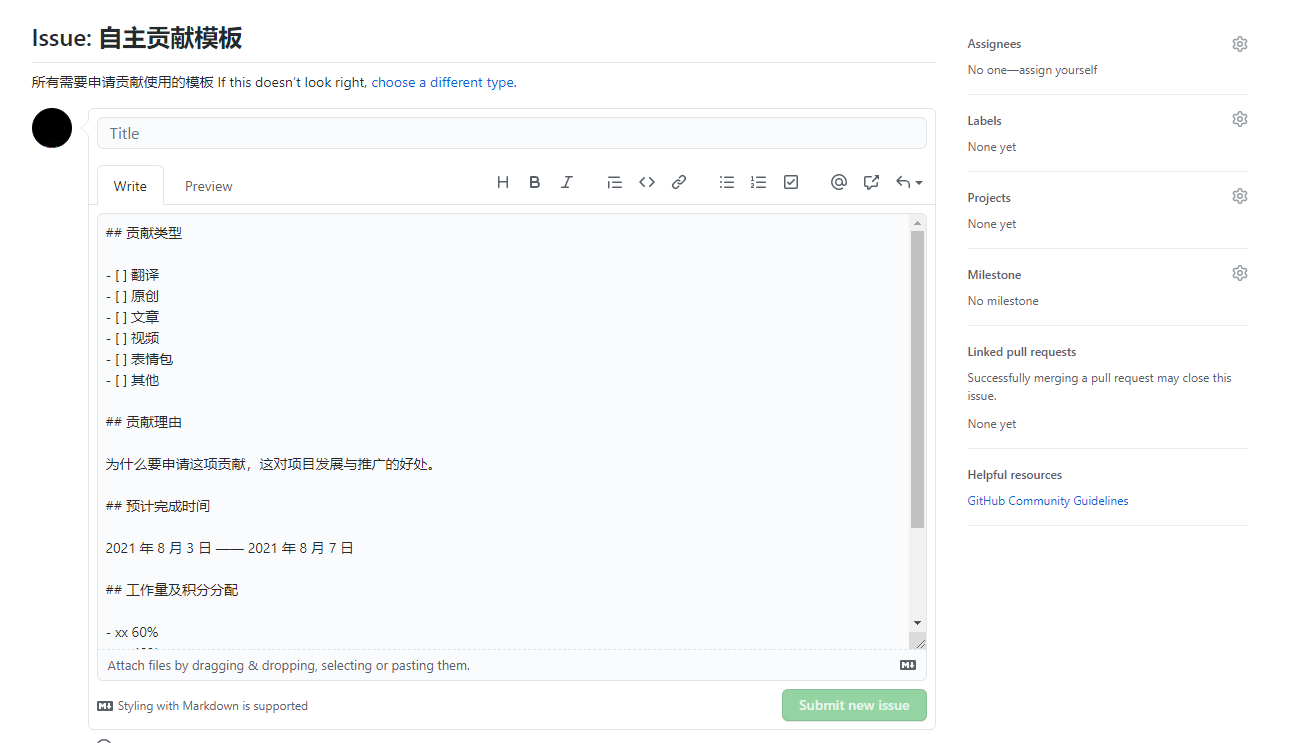 Issue: 自主贡献模板
所有需要申请贡献使用的模板 If this doesn't look right, choose a different type.
Title
Write
Preview
## 贡献类型
- [ ] 翻译
- [ ] 原创
- [ ] 文章
- [ ] 视频
- [ ] 表情包
- [ ] 其他
## 贡献理由
为什么要申请这项贡献，这对项目发展与推广的好处。
## 预计完成时间
2021 年 8 月 3 日 —— 2021 年 8 月 7 日
## 工作量及积分分配
- xx 60%
Attach files by dragging & dropping, selecting or pasting them.
Styling with Markdown is supported
Submit new issue
Assignees
No one—assign yourself
Labels
None yet
Projects
None yet
Milestone
No milestone
Linked pull requests
Successfully merging a pull request may close this
issue.
None yet
Helpful resources
GitHub Community Guidelines